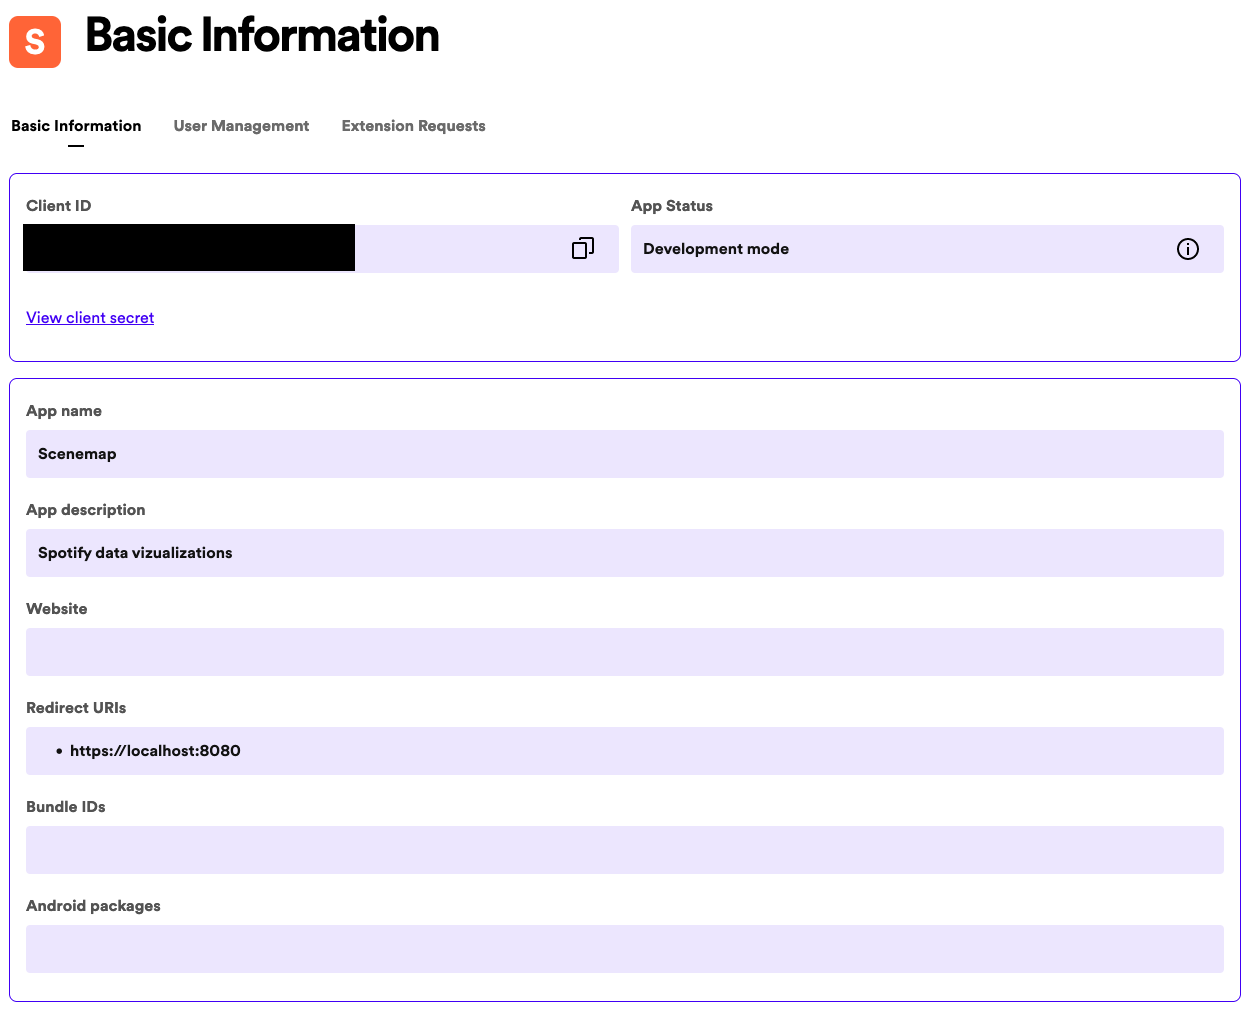 S
Basic Information
Basic Information User Management Extension Requests
Client ID
App Status
Development mode
View client secret
App name
Scenemap
App description
Spotify data vizualizations
Website
Redirect URIs
• https://localhost:8080
Bundle IDs
Android packages